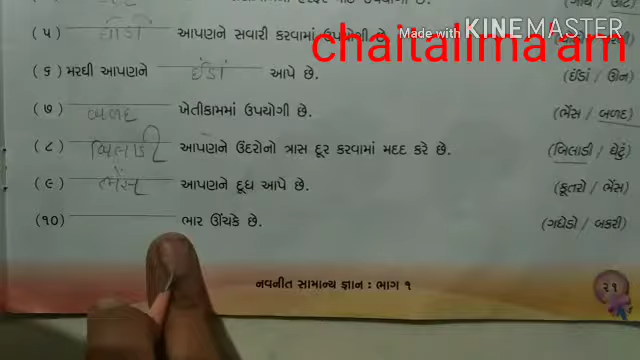 Made with KINEMASTER
chaitalima'am
(૫) ઘોડો આપણને સવારી કરવામાં ઉપયોગી છે.
(૬) મરઘી આપણને ઈંડાં આપે છે. (ઈંડાં / ઊન)
(૭) બળદ ખેતીકામમાં ઉપયોગી છે. (ભેંસ / બળદ)
(૮) બિલાડી આપણને ઉંદરોનો ત્રાસ દૂર કરવામાં મદદ કરે છે. (બિલાડી / ઘેટું)
(૯) ભેંસ આપણને દૂધ આપે છે. (કૂતરો / ભેંસ)
(૧૦) ભાર ઊંચકે છે. (ગધેડો / બકરી)
નવનીત સામાન્ય જ્ઞાન : ભાગ ૧
૨૧